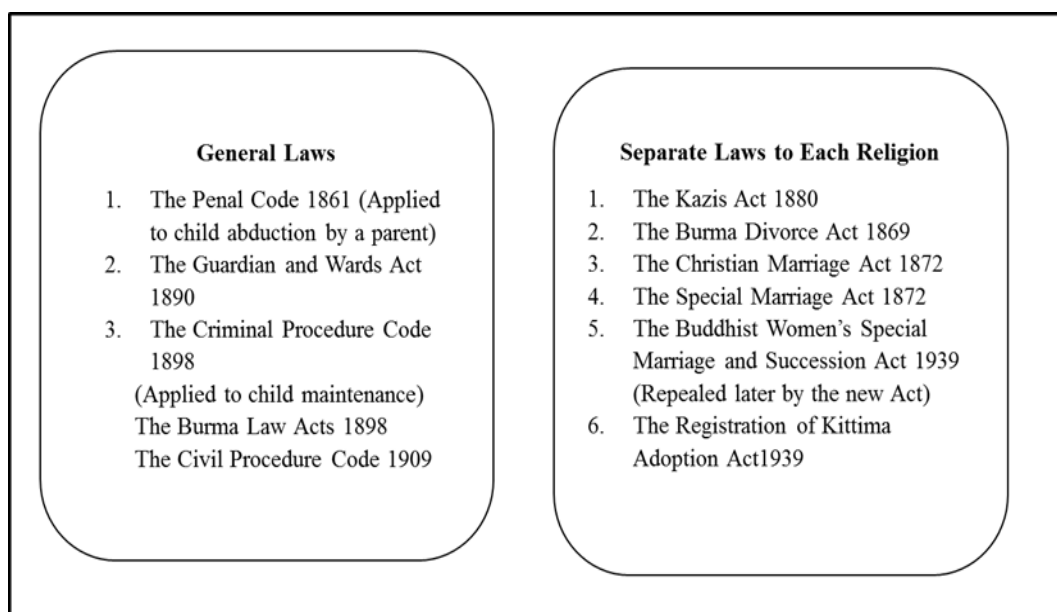 General Laws
1. The Penal Code 1861 (Applied
to child abduction by a parent)
2. The Guardian and Wards Act
1890
3. The Criminal Procedure Code
1898
(Applied to child maintenance)
The Burma Law Acts 1898
The Civil Procedure Code 1909
Separate Laws to Each Religion
1. The Kazis Act 1880
2. The Burma Divorce Act 1869
3. The Christian Marriage Act 1872
4. The Special Marriage Act 1872
5. The Buddhist Women’s Special
Marriage and Succession Act 1939
(Repealed later by the new Act)
6. The Registration of Kittima
Adoption Act1939